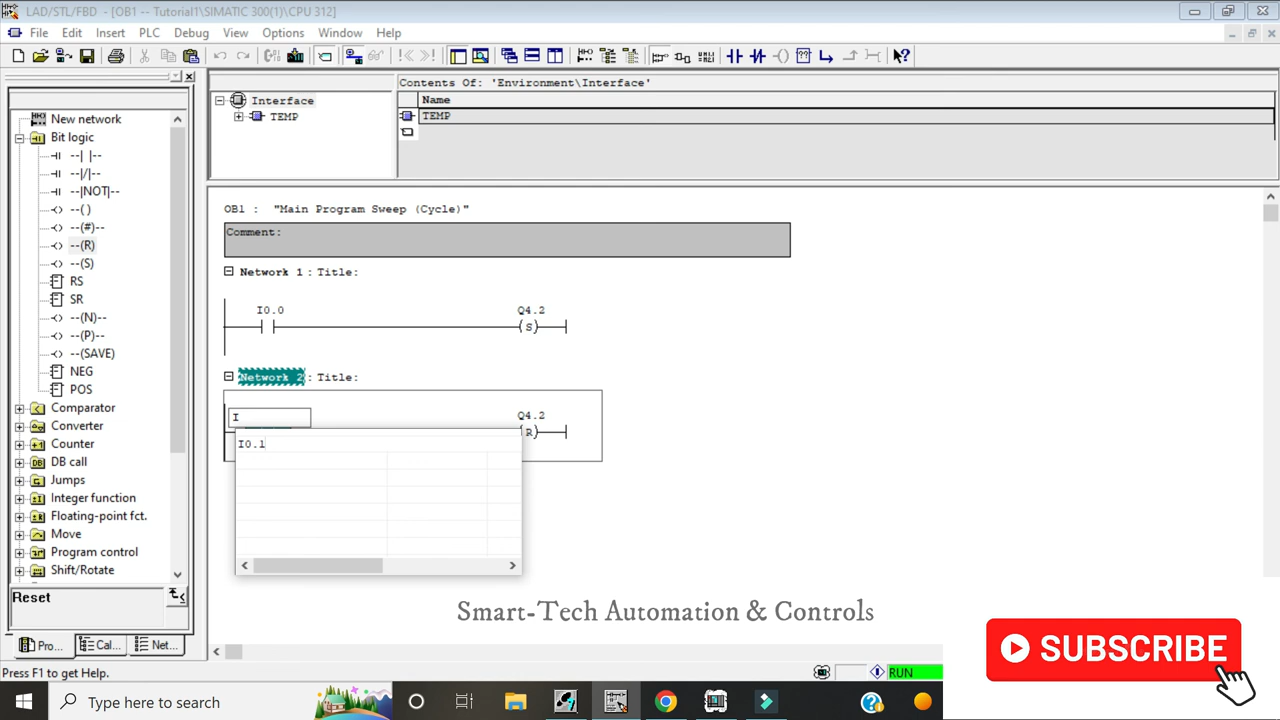 LAD/STL/FBD - [OB1 -- Tutorial1\SIMATIC 300(1)\CPU 312]
File Edit Insert PLC Debug View Options Window Help
Contents Of: 'Environment\Interface'
Interface
TEMP
Name
TEMP
New network
Bit logic
--| |--
--|/|--
--|NOT|--
--( )
--(#)--
--(R)
--(S)
RS
SR
--(N)--
--(P)--
--(SAVE)
NEG
POS
Comparator
Converter
Counter
DB call
Jumps
Integer function
Floating-point fct.
Move
Program control
Shift/Rotate
Reset
Pro... Cal... Net...
OB1 : "Main Program Sweep (Cycle)"
Comment:
Network 1 : Title:
I0.0 Q4.2
(S)
Network 2 : Title:
I Q4.2
R)
I0.1
Smart-Tech Automation & Controls
SUBSCRIBE
Press F1 to get Help.
RUN
Type here to search